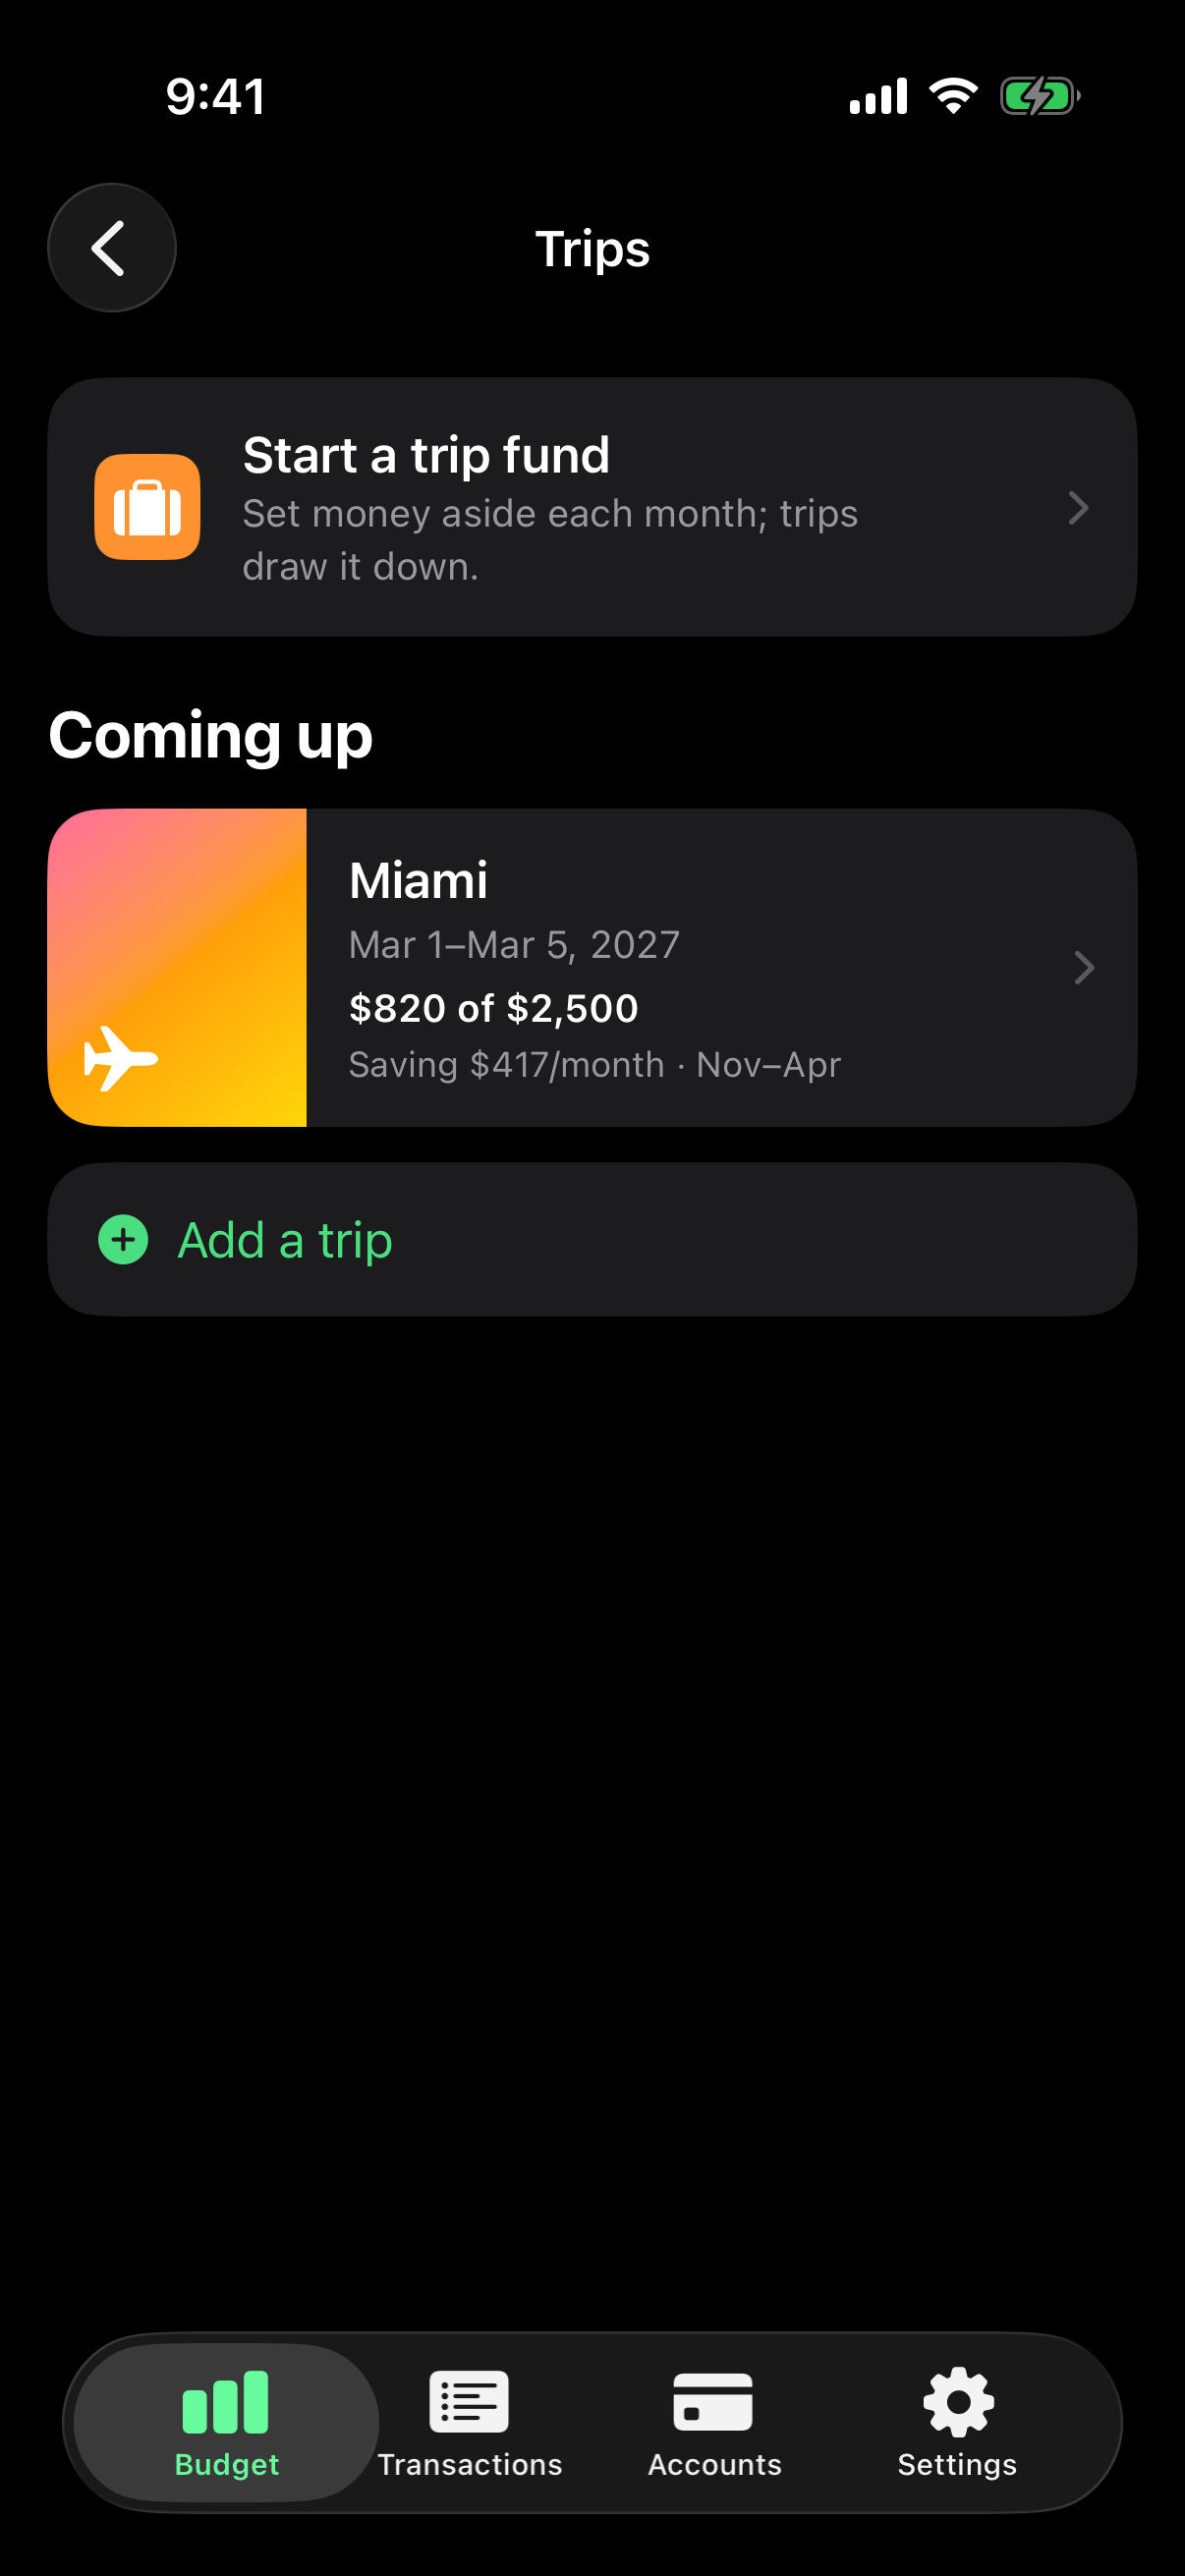 9:41
Trips
Start a trip fund
Set money aside each month; trips
draw it down.
Coming up
Miami
Mar 1–Mar 5, 2027
$820 of $2,500
Saving $417/month · Nov–Apr
Add a trip
Budget
Transactions
Accounts
Settings